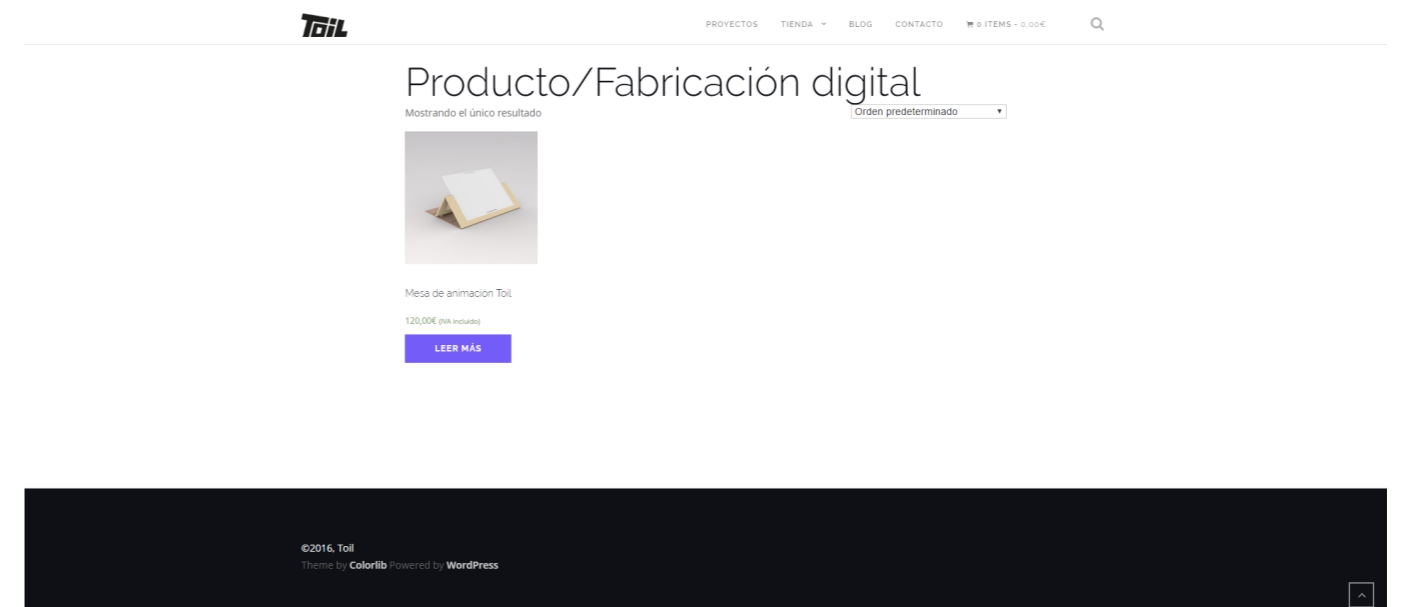 Toil
PROYECTOS TIENDA BLOG CONTACTO 0 ITEMS - 0,00€
Producto/Fabricación digital
Mostrando el único resultado
Orden predeterminado
Mesa de animación Toil
120,00€ (IVA incluido)
LEER MÁS
©2016, Toil
Theme by Colorlib Powered by WordPress